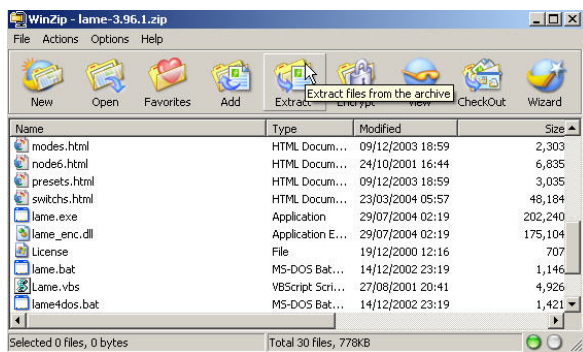 WinZip - lame-3.96.1.zip
File Actions Options Help
New Open Favorites Add Extract Encrypt View CheckOut Wizard
Extract files from the archive
Name Type Modified Size
modes.html HTML Docum... 09/12/2003 18:59 2,303
node6.html HTML Docum... 24/10/2001 16:44 6,835
presets.html HTML Docum... 09/12/2003 18:59 3,035
switchs.html HTML Docum... 23/03/2004 05:57 48,184
lame.exe Application 29/07/2004 02:19 202,240
lame_enc.dll Application E... 29/07/2004 02:19 175,104
License File 19/12/2000 12:16 707
lame.bat MS-DOS Bat... 14/12/2002 23:19 1,146
Lame.vbs VBScript Scri... 27/08/2001 20:41 4,926
lame4dos.bat MS-DOS Bat... 14/12/2002 23:19 1,421
Selected 0 files, 0 bytes Total 30 files, 778KB